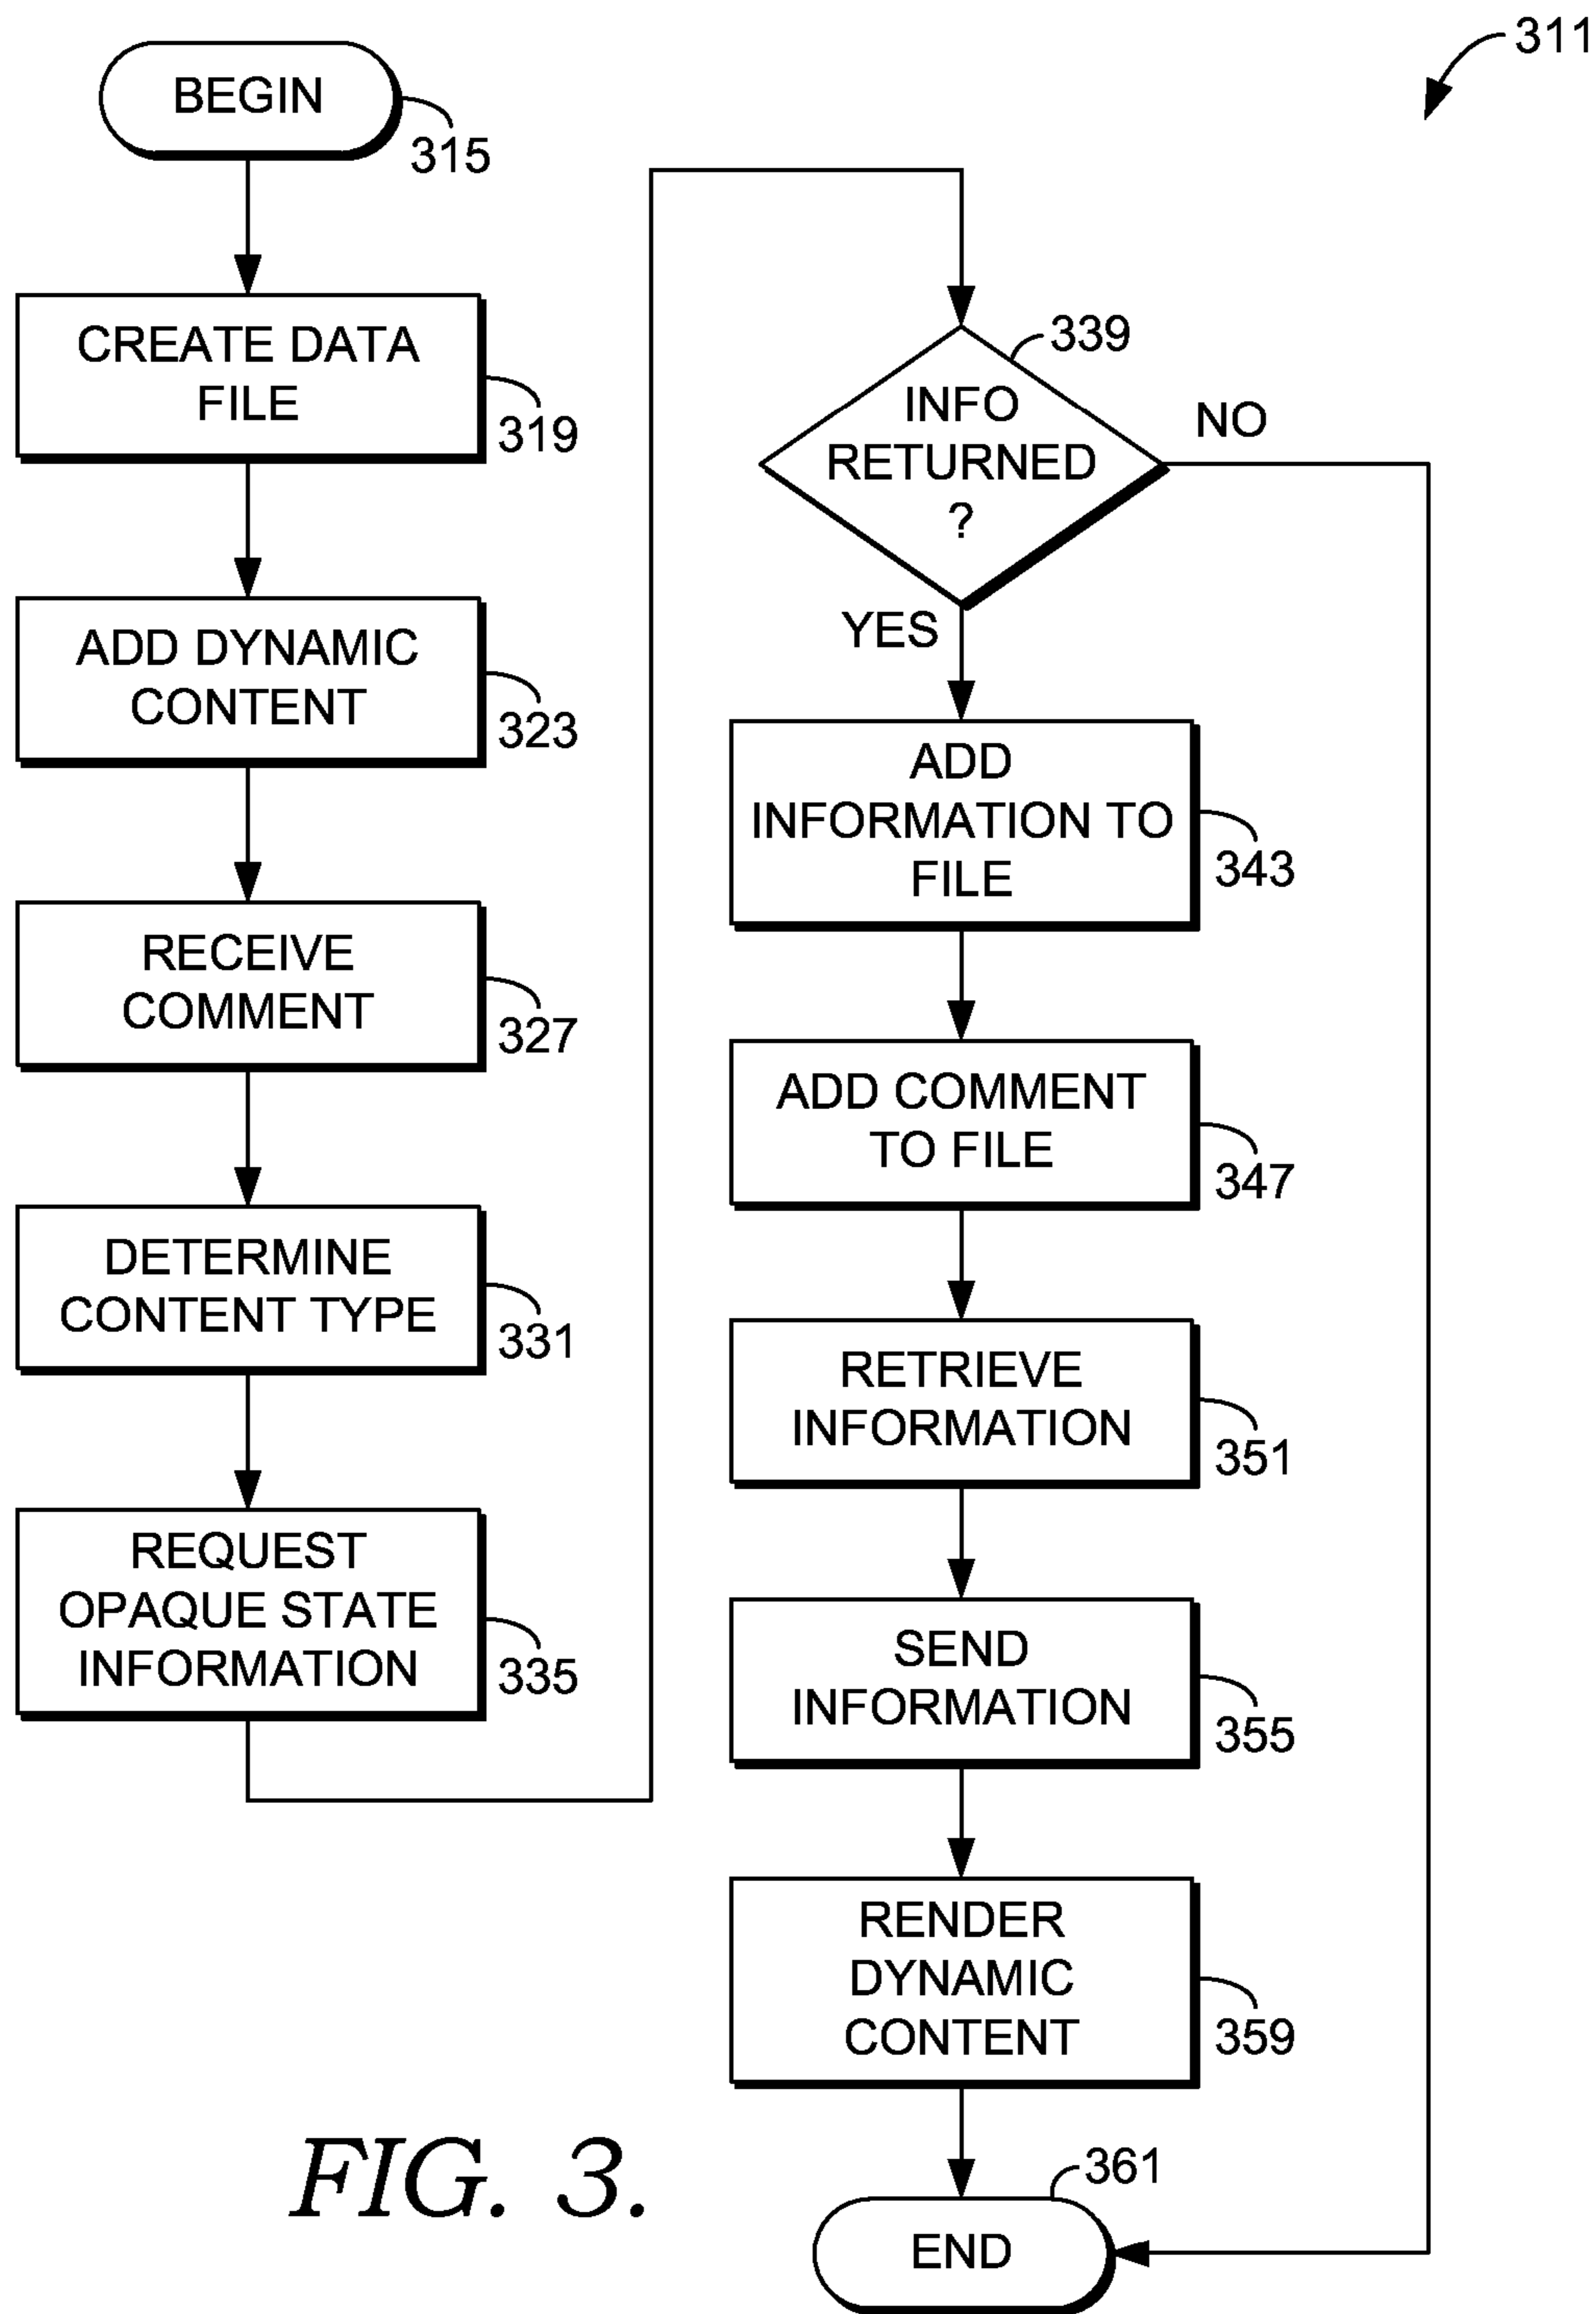 311
BEGIN
315
CREATE DATA
FILE
319
ADD DYNAMIC
CONTENT
323
RECEIVE
COMMENT
327
DETERMINE
CONTENT TYPE
331
REQUEST
OPAQUE STATE
INFORMATION
335
339
INFO
RETURNED
?
NO
YES
ADD
INFORMATION TO
FILE
343
ADD COMMENT
TO FILE
347
RETRIEVE
INFORMATION
351
SEND
INFORMATION
355
RENDER
DYNAMIC
CONTENT
359
361
END
FIG. 3.